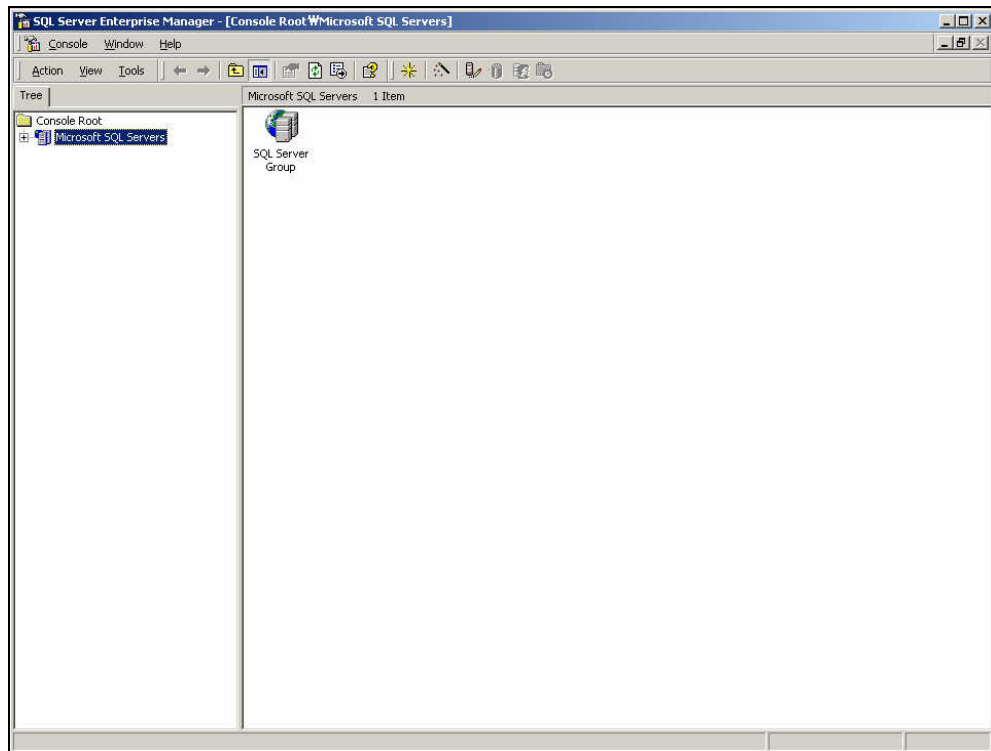 SQL Server Enterprise Manager - [Console Root₩Microsoft SQL Servers]
Console Window Help
Action View Tools
Tree
Microsoft SQL Servers 1 Item
Console Root
Microsoft SQL Servers
SQL Server
Group